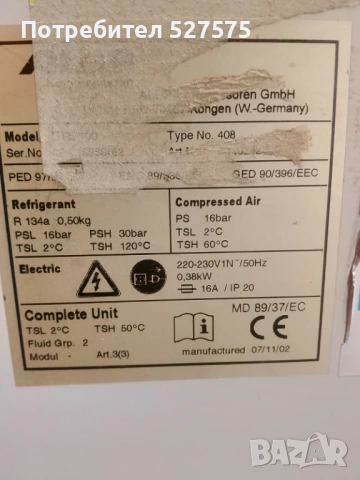 Потребител 527575
soren GmbH
Köngen (W.-Germany)
Model
Type No. 408
Ser.No
PED 97/
GED 90/396/EEC
Refrigerant
R 134a 0,50kg
PSL 16bar PSH 30bar
TSL 2°C TSH 120°C
Compressed Air
PS 16bar
TSL 2°C
TSH 60°C
Electric
220-230V1N~/50Hz
0,38kW
16A / IP 20
Complete Unit
TSL 2°C TSH 50°C
Fluid Grp. 2
Modul - Art.3(3)
MD 89/37/EC
i CE
manufactured 07/11/02
BAZAR